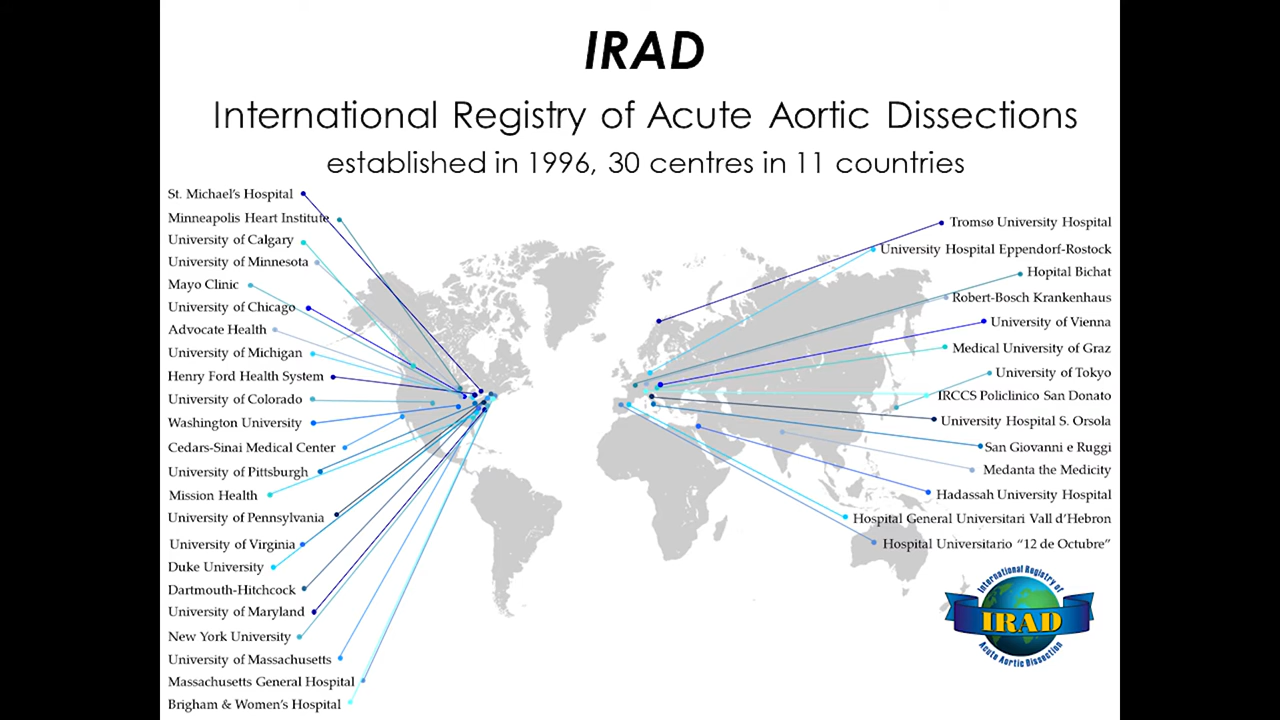 IRAD
International Registry of Acute Aortic Dissections
established in 1996, 30 centres in 11 countries
St. Michael's Hospital
Minneapolis Heart Institute
University of Calgary
University of Minnesota
Mayo Clinic
University of Chicago
Advocate Health
University of Michigan
Henry Ford Health System
University of Colorado
Washington University
Cedars-Sinai Medical Center
University of Pittsburgh
Mission Health
University of Pennsylvania
University of Virginia
Duke University
Dartmouth-Hitchcock
University of Maryland
New York University
University of Massachusetts
Massachusetts General Hospital
Brigham & Women's Hospital
Tromsø University Hospital
University Hospital Eppendorf-Rostock
Hopital Bichat
Robert-Bosch Krankenhaus
University of Vienna
Medical University of Graz
University of Tokyo
IRCCS Policlinico San Donato
University Hospital S. Orsola
San Giovanni e Ruggi
Medanta the Medicity
Hadassah University Hospital
Hospital General Universitari Vall d'Hebron
Hospital Universitario "12 de Octubre"
International Registry of
IRAD
Acute Aortic Dissection